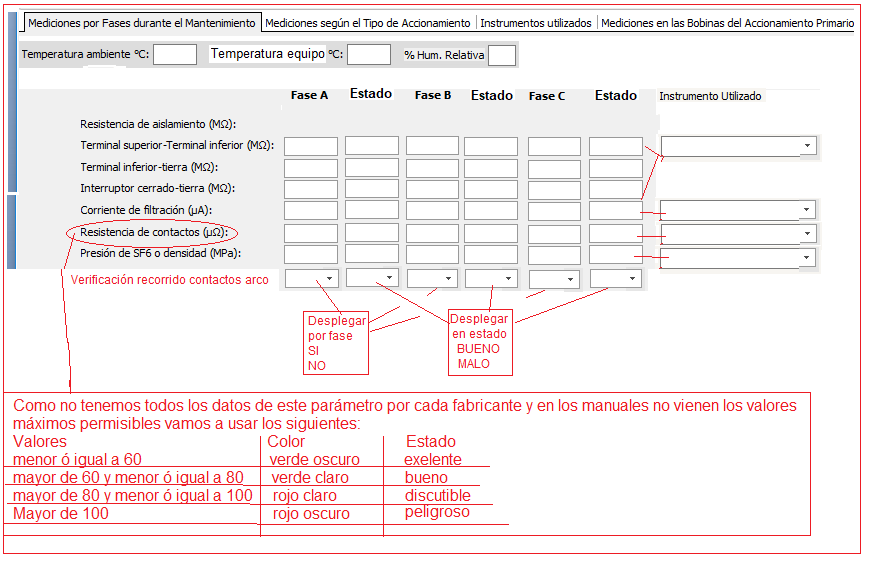 Mediciones por Fases durante el Mantenimiento Mediciones según el Tipo de Accionamiento Instrumentos utilizados Mediciones en las Bobinas del Accionamiento Primario
Temperatura ambiente ºC: Temperatura equipo ºC: % Hum. Relativa
Fase A Estado Fase B Estado Fase C Estado Instrumento Utilizado
Resistencia de aislamiento (MΩ):
Terminal superior-Terminal inferior (MΩ):
Terminal inferior-tierra (MΩ):
Interruptor cerrado-tierra (MΩ):
Corriente de filtración (µA):
Resistencia de contactos (µΩ):
Presión de SF6 o densidad (MPa):
Verificación recorrido contactos arco
Desplegar
por fase
SI
NO
Desplegar
en estado
BUENO
MALO
Como no tenemos todos los datos de este parámetro por cada fabricante y en los manuales no vienen los valores
máximos permisibles vamos a usar los siguientes:
Valores Color Estado
menor ó igual a 60 verde oscuro exelente
mayor de 60 y menor ó igual a 80 verde claro bueno
mayor de 80 y menor ó igual a 100 rojo claro discutible
Mayor de 100 rojo oscuro peligroso